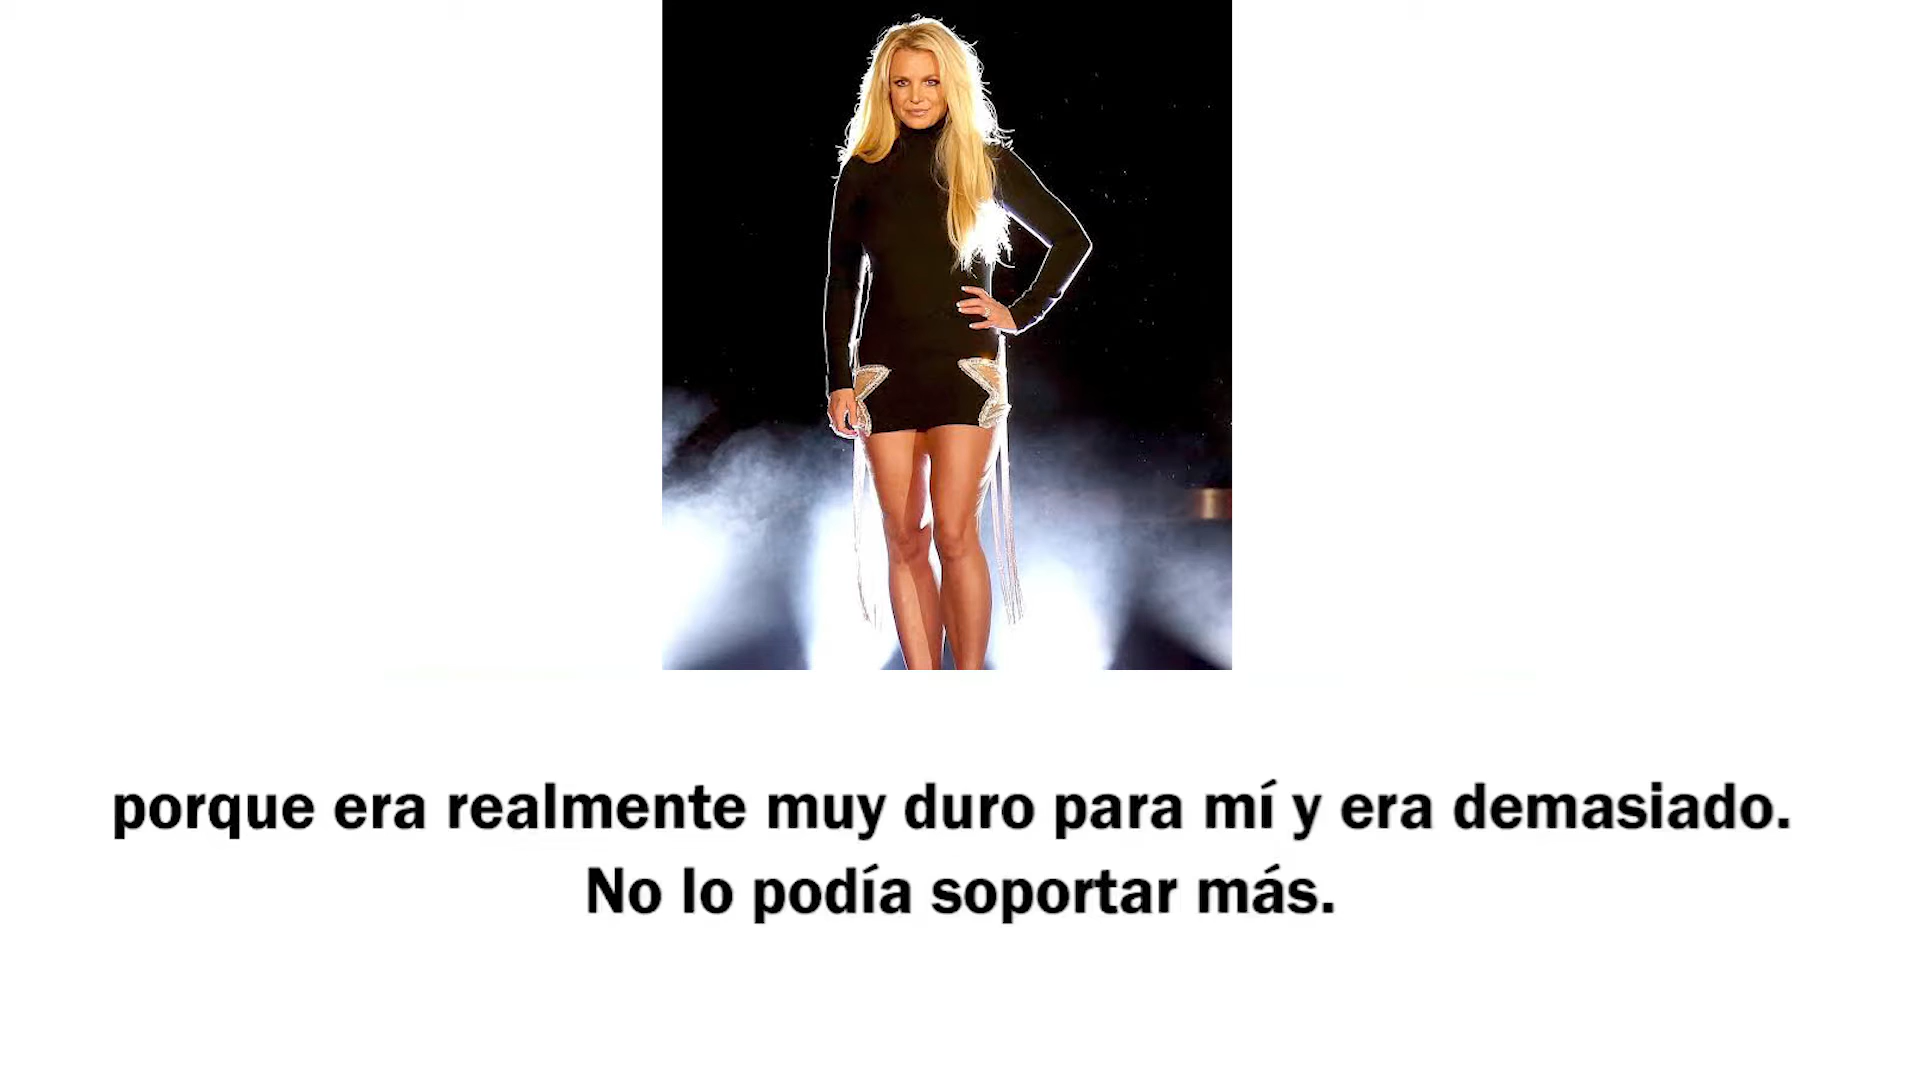 porque era realmente muy duro para mí y era demasiado.
No lo podía soportar más.